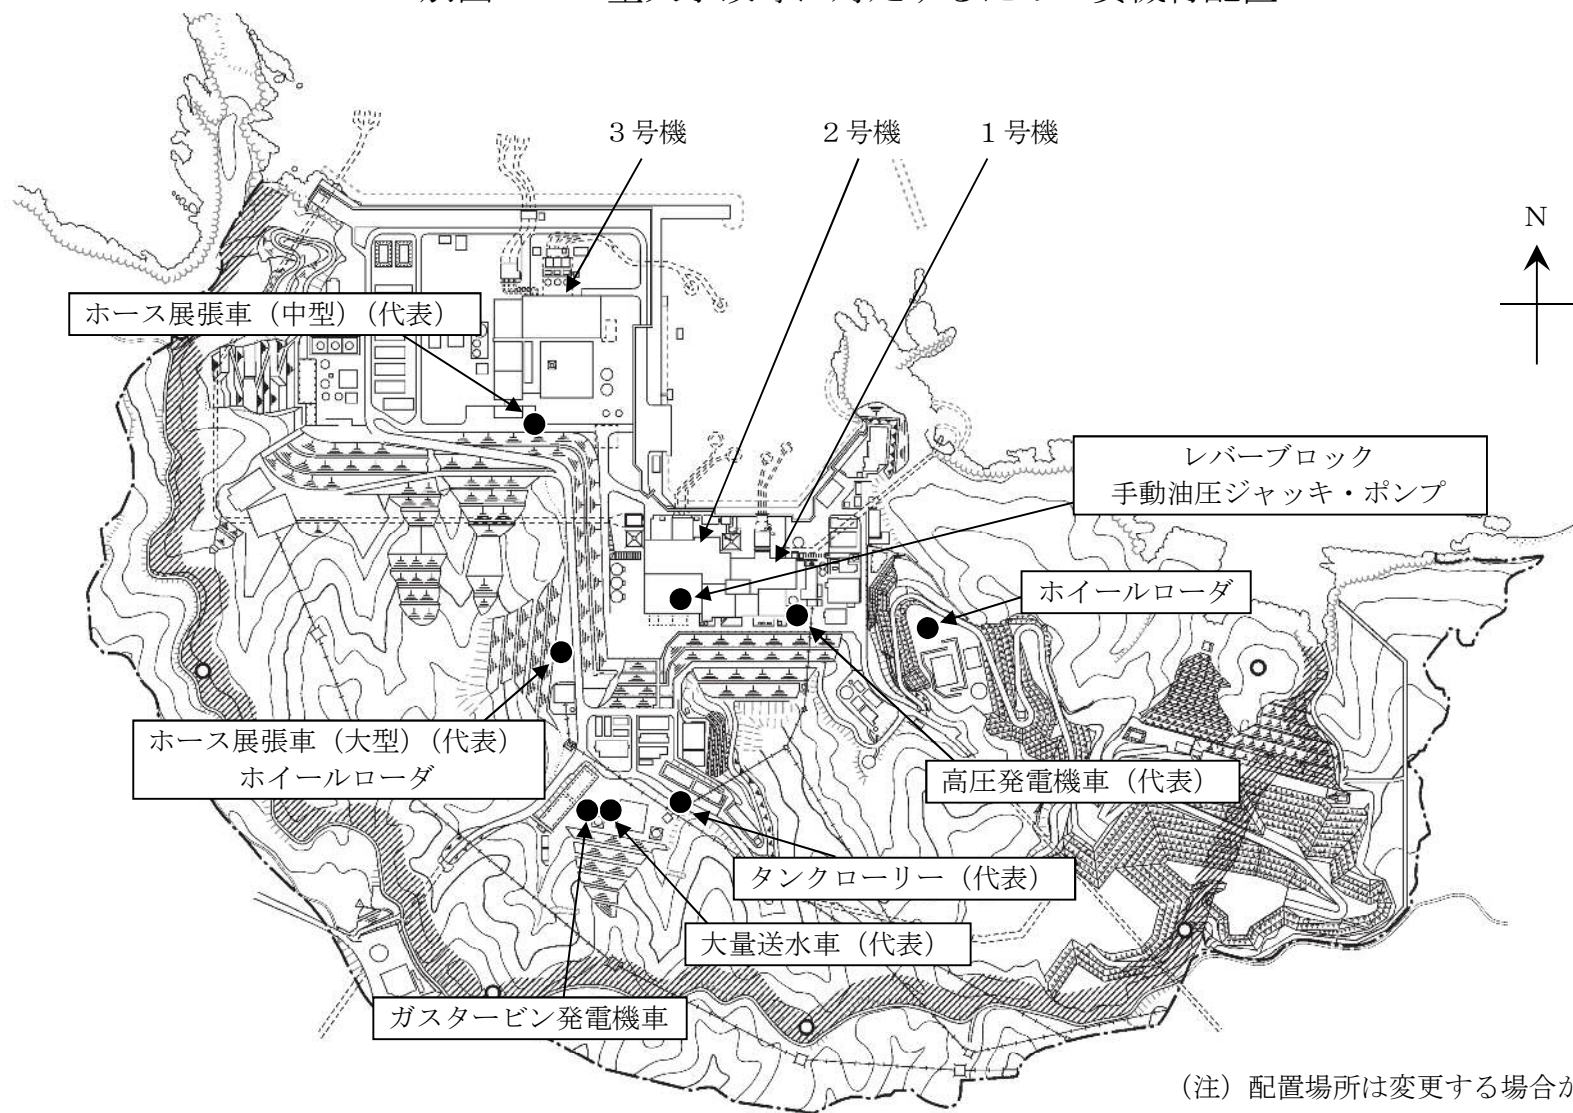 ３号機
２号機
１号機
N
ホース展張車（中型）（代表）
レバーブロック
手動油圧ジャッキ・ポンプ
ホイールローダ
ホース展張車（大型）（代表）
ホイールローダ
高圧発電機車（代表）
タンクローリー（代表）
大量送水車（代表）
ガスタービン発電機車
（注）配置場所は変更する場合が